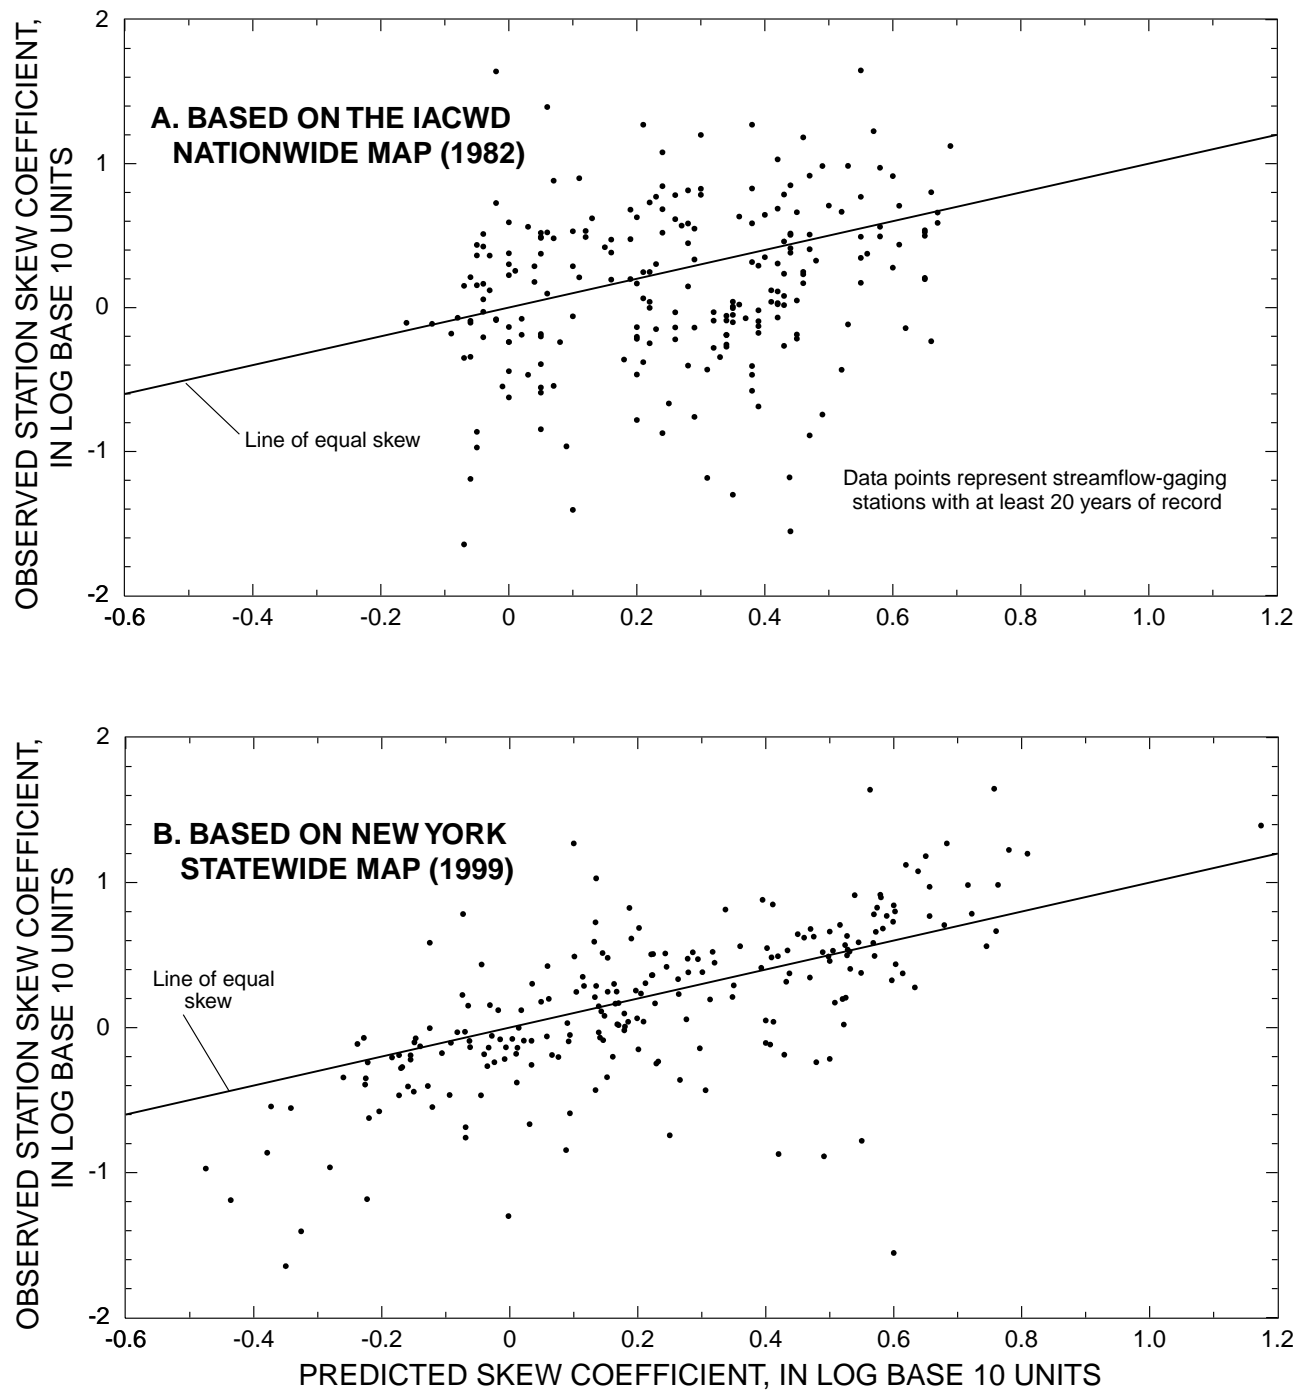 OBSERVED STATION SKEW COEFFICIENT,
IN LOG BASE 10 UNITS
2
1
0
-1
-2
A. BASED ON THE IACWD
NATIONWIDE MAP (1982)
Line of equal skew
Data points represent streamflow-gaging
stations with at least 20 years of record
-0.6 -0.4 -0.2 0 0.2 0.4 0.6 0.8 1.0 1.2
OBSERVED STATION SKEW COEFFICIENT,
IN LOG BASE 10 UNITS
2
1
0
-1
-2
B. BASED ON NEW YORK
STATEWIDE MAP (1999)
Line of equal
skew
-0.6 -0.4 -0.2 0 0.2 0.4 0.6 0.8 1.0 1.2
PREDICTED SKEW COEFFICIENT, IN LOG BASE 10 UNITS